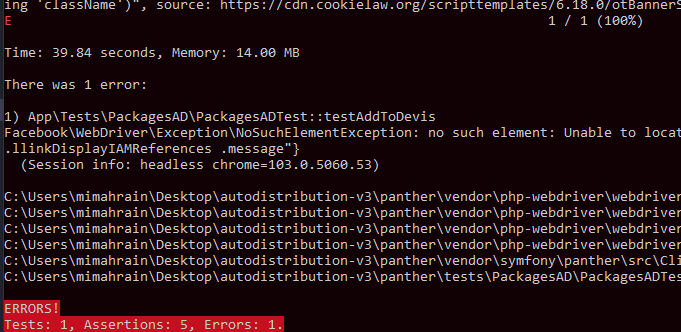 ing 'className')", source: https://cdn.cookielaw.org/scripttemplates/6.18.0/otBannerS
E 1 / 1 (100%)
Time: 39.84 seconds, Memory: 14.00 MB
There was 1 error:
1) App\Tests\PackagesAD\PackagesADTest::testAddToDevis
Facebook\WebDriver\Exception\NoSuchElementException: no such element: Unable to locat
.llinkDisplayIAMReferences .message"}
(Session info: headless chrome=103.0.5060.53)
C:\Users\mimahrain\Desktop\autodistribution-v3\panther\vendor\php-webdriver\webdriver
C:\Users\mimahrain\Desktop\autodistribution-v3\panther\vendor\php-webdriver\webdriver
C:\Users\mimahrain\Desktop\autodistribution-v3\panther\vendor\php-webdriver\webdriver
C:\Users\mimahrain\Desktop\autodistribution-v3\panther\vendor\php-webdriver\webdriver
C:\Users\mimahrain\Desktop\autodistribution-v3\panther\vendor\symfony\panther\src\Cli
C:\Users\mimahrain\Desktop\autodistribution-v3\panther\tests\PackagesAD\PackagesADTes
ERRORS!
Tests: 1, Assertions: 5, Errors: 1.